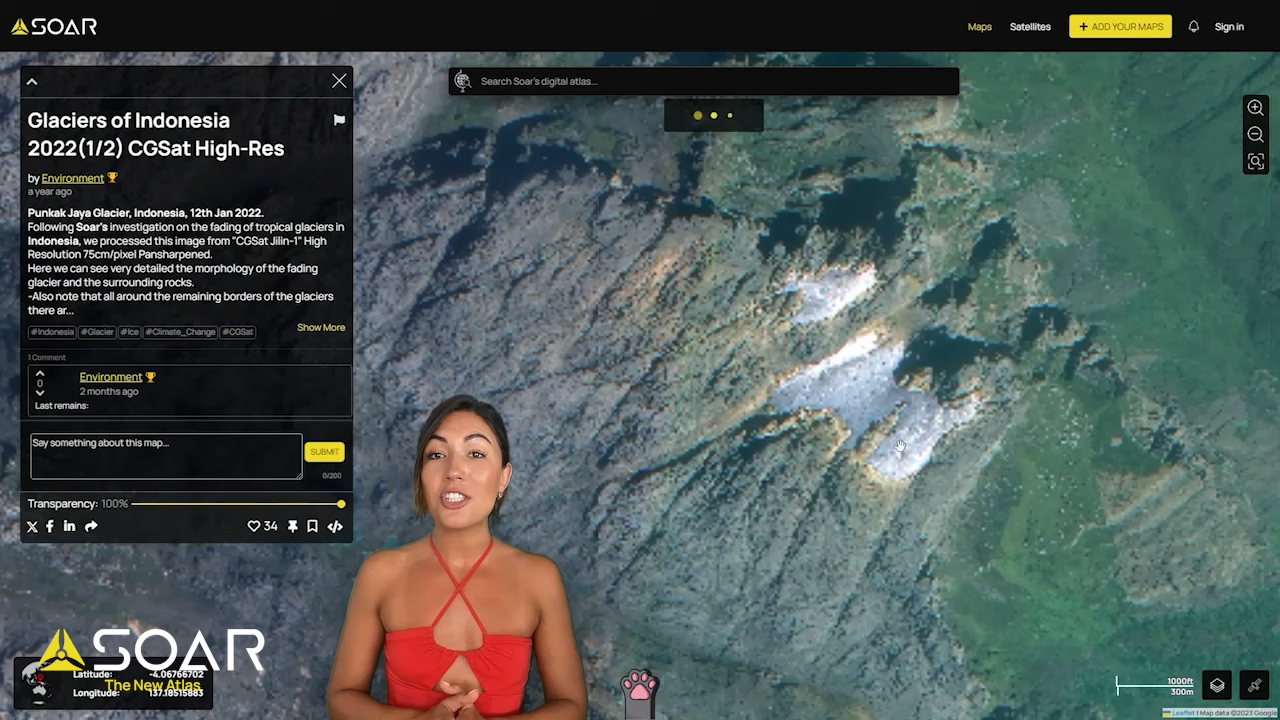 SOAR
Maps
Satellites
+ ADD YOUR MAPS
Sign in
Search Soar's digital atlas...
Glaciers of Indonesia
2022(1/2) CGSat High-Res
by Environment
a year ago
Punkak Jaya Glacier, Indonesia, 12th Jan 2022.
Following Soar's investigation on the fading of tropical glaciers in
Indonesia, we processed this image from "CGSat Jilin-1" High
Resolution 75cm/pixel Pansharpened.
Here we can see very detailed the morphology of the fading
glacier and the surrounding rocks.
-Also note that all around the remaining borders of the glaciers
there ar...
#Indonesia #Glacier #Ice #Climate_Change #CGSat
Show More
1 Comment
Environment
0
2 months ago
Last remains:
Say something about this map...
SUBMIT
0/200
Transparency: 100%
34
SOAR
The New Atlas
Latitude: -4.06766702
Longitude: 137.18515863
1000ft
300m
Leaflet | Map data ©2023 Google